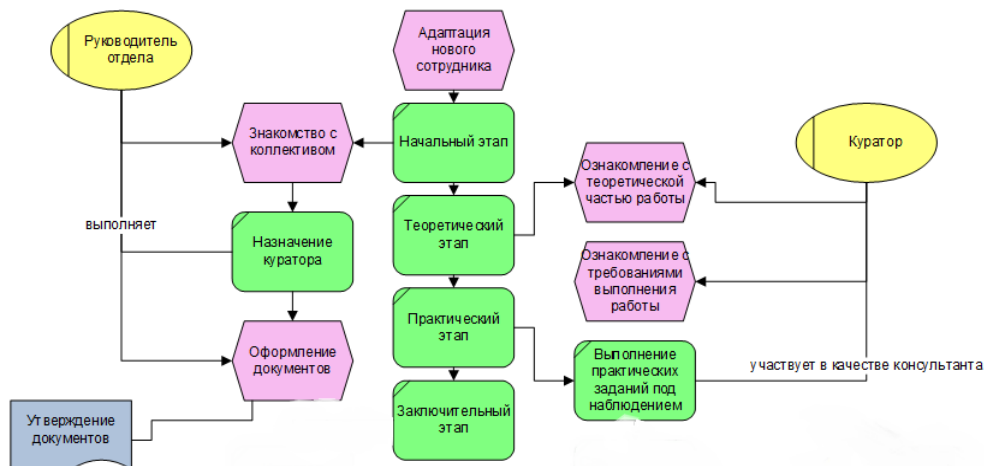 Руководитель
отдела
Адаптация
нового
сотрудника
Знакомство с
коллективом
Начальный этап
Куратор
Ознакомление с
теоретической
частью работы
выполняет
Назначение
куратора
Теоретический
этап
Ознакомление с
требованиями
выполнения
работы
Практический
этап
Оформление
документов
Выполнение
практических
заданий под
наблюдением
участвует в качестве консультанта
Утверждение
документов
Заключительный
этап